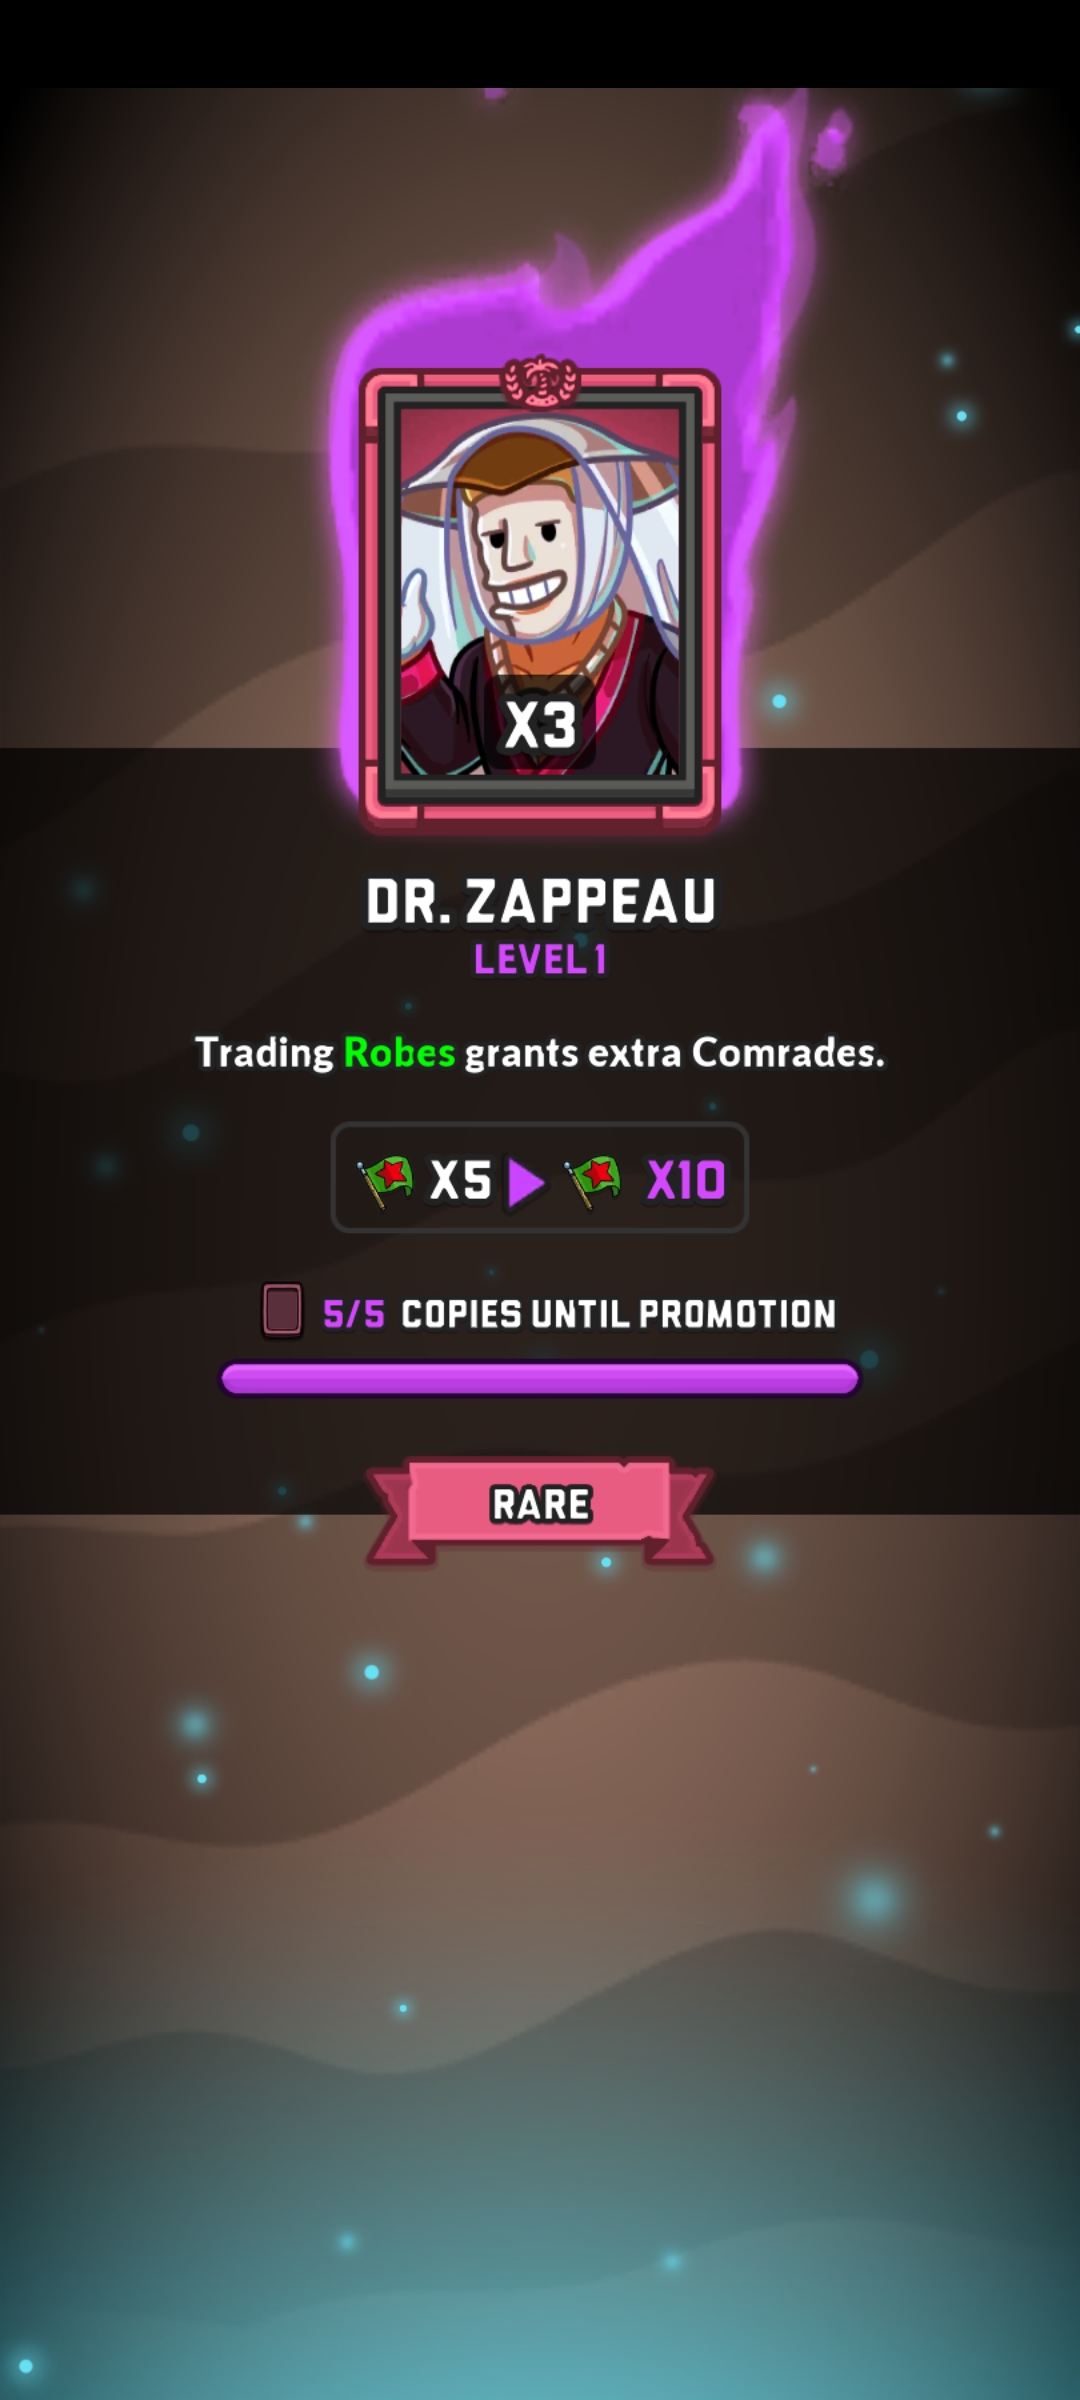 X3
DR. ZAPPEAU
LEVEL 1
Trading Robes grants extra Comrades.
X5 X10
5/5 COPIES UNTIL PROMOTION
RARE